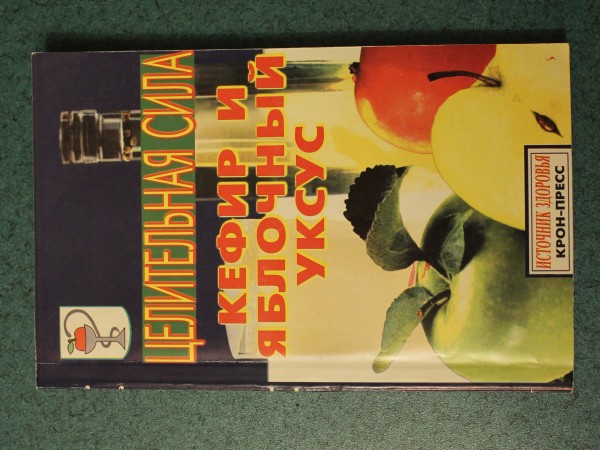 ЦЕЛИТЕЛЬНАЯ СИЛА
КЕФИР И
ЯБЛОЧНЫЙ
УКСУС
ИСТОЧНИК ЗДОРОВЬЯ
КРОН-ПРЕСС